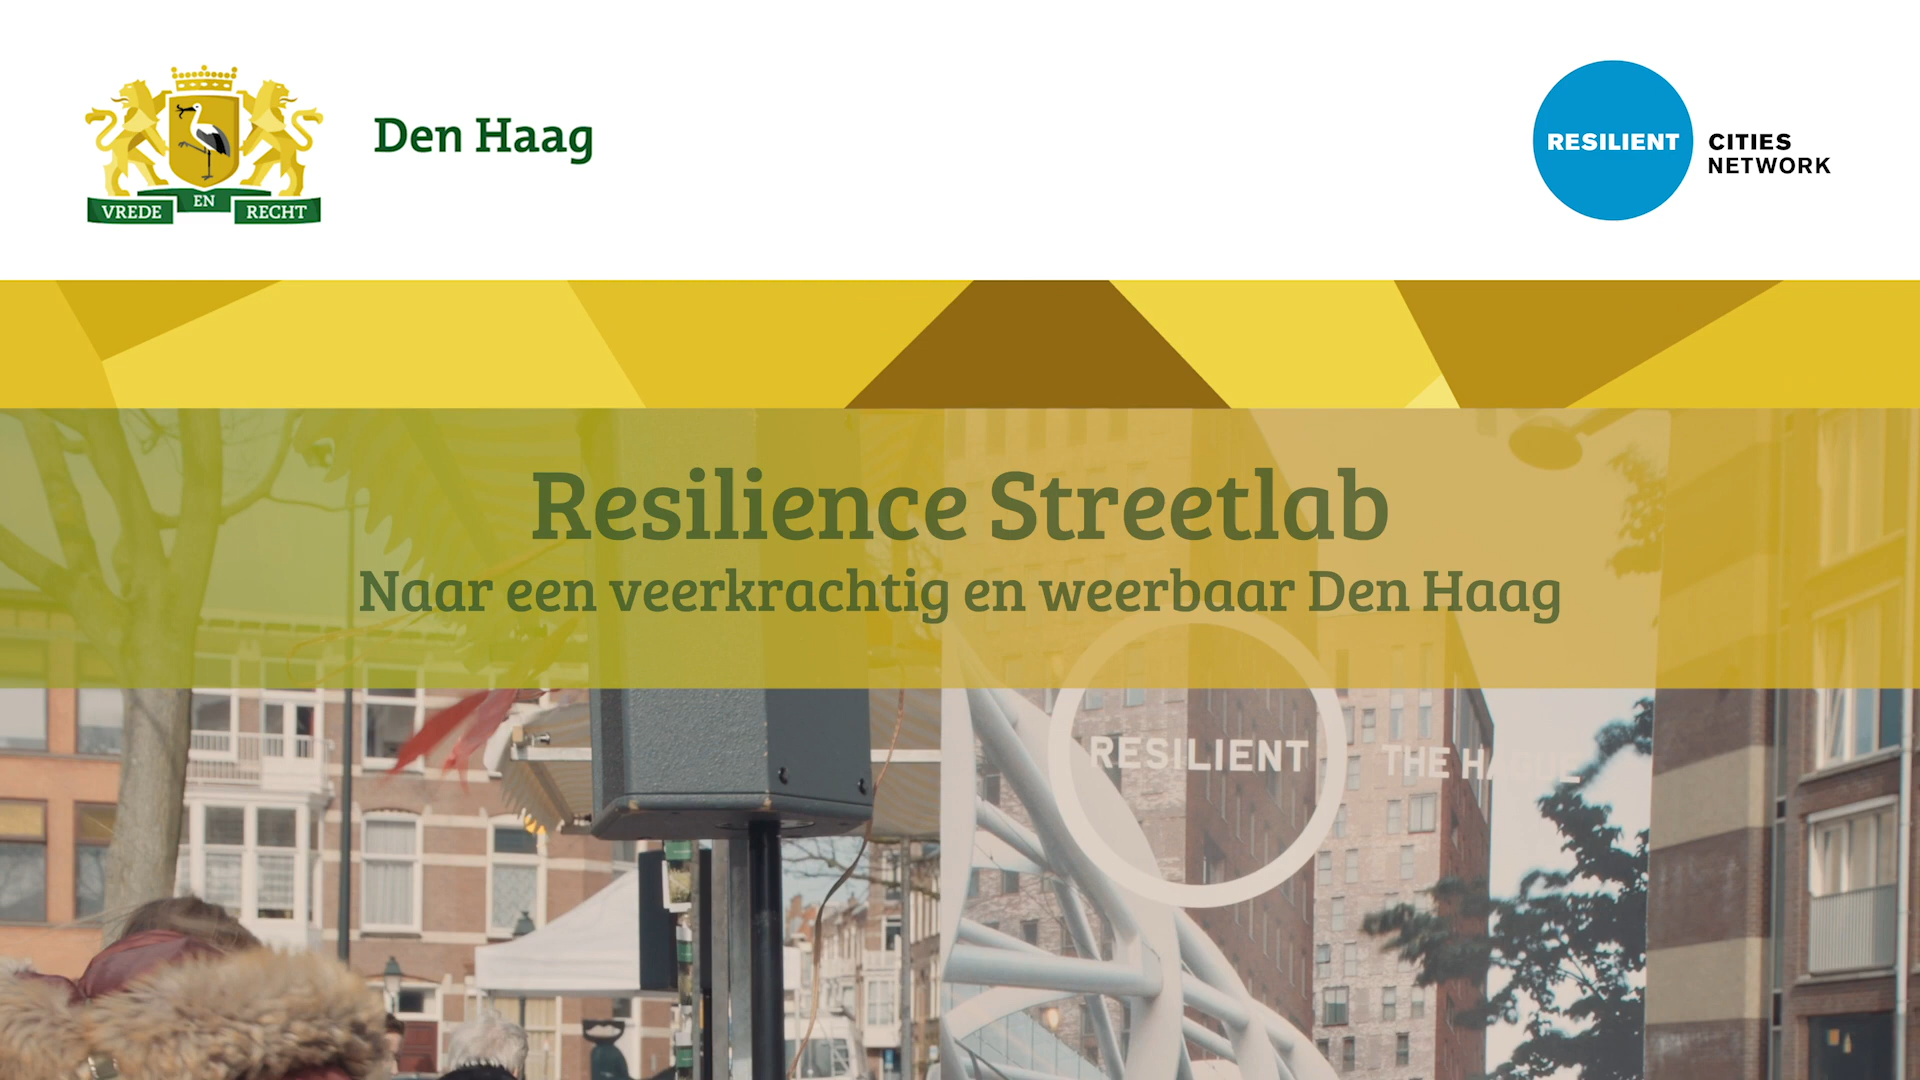 VREDE EN RECHT
Den Haag
RESILIENT
CITIES
NETWORK
Resilience Streetlab
Naar een veerkrachtig en weerbaar Den Haag
RESILIENT THE HAGUE